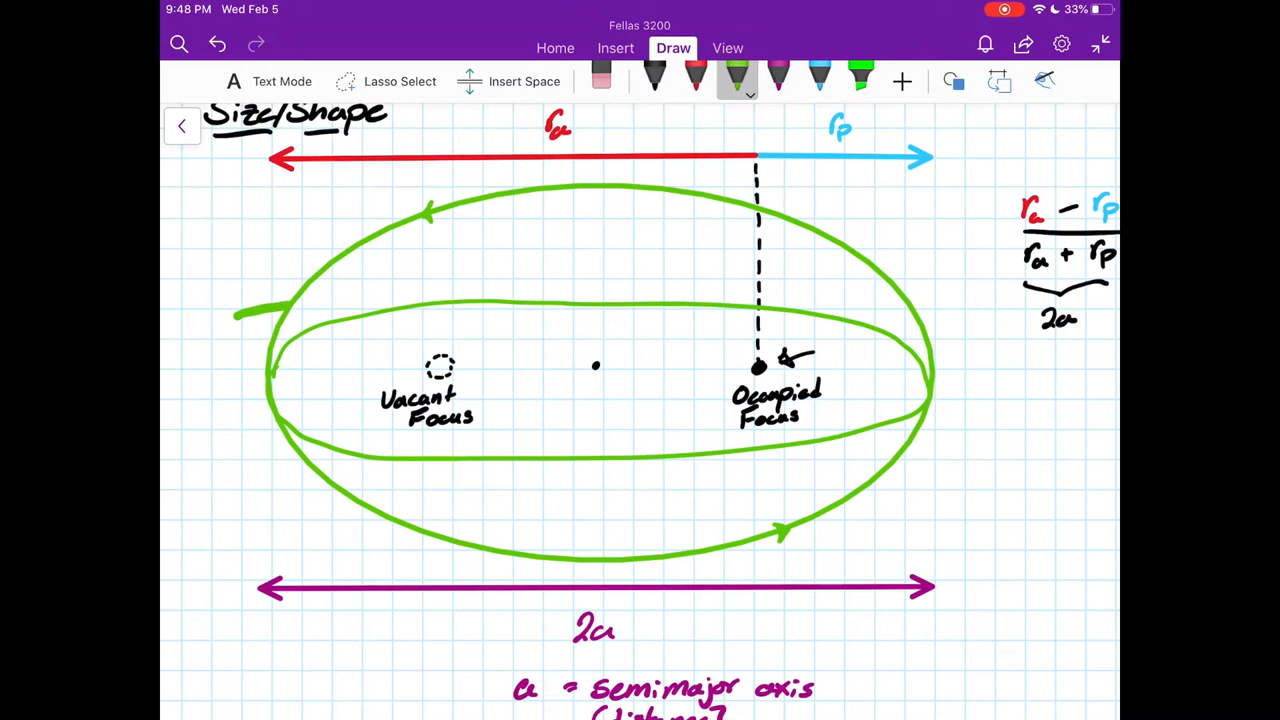 9:48 PM Wed Feb 5
33%
Fellas 3200
Home Insert Draw View
A Text Mode Lasso Select Insert Space
Size/Shape
ra
rp
ra - rp
ra + rp
2a
Vacant
Focus
Occupied
Focus
2a
a = semimajor axis
(distance)